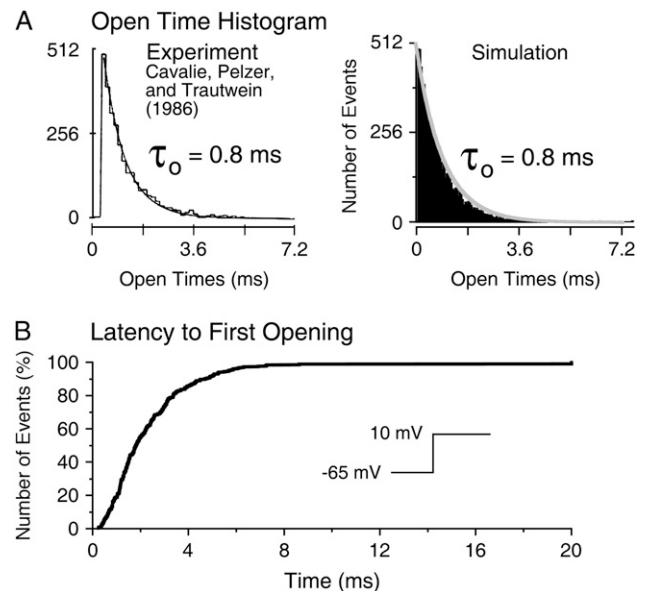 A Open Time Histogram
512
256
0
Experiment
Cavalie, Pelzer,
and Trautwein
(1986)
τo = 0.8 ms
0 3.6 7.2
Open Times (ms)
Number of Events
512
256
0
Simulation
τo = 0.8 ms
0 3.6 7.2
Open Times (ms)
B Latency to First Opening
Number of Events (%)
100
80
60
40
20
0
10 mV
-65 mV
0 4 8 12 16 20
Time (ms)